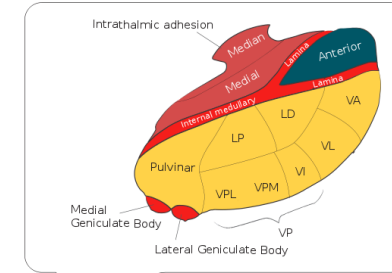 Intrathalmic adhesion
Median
Lamina
Anterior
Medial
Lamina
Internal medullary
VA
LD
LP
VL
Pulvinar
VI
VPL
VPM
Medial
Geniculate Body
VP
Lateral Geniculate Body